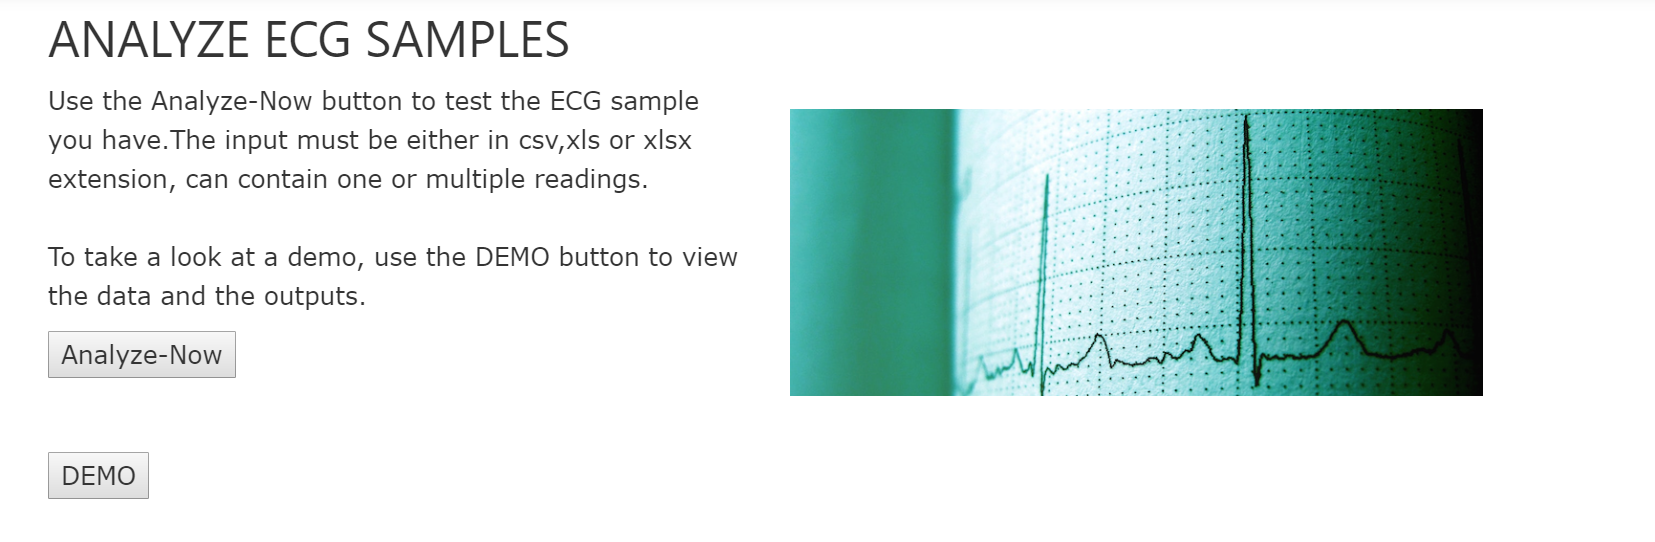 ANALYZE ECG SAMPLES
Use the Analyze-Now button to test the ECG sample
you have.The input must be either in csv,xls or xlsx
extension, can contain one or multiple readings.
To take a look at a demo, use the DEMO button to view
the data and the outputs.
Analyze-Now
DEMO